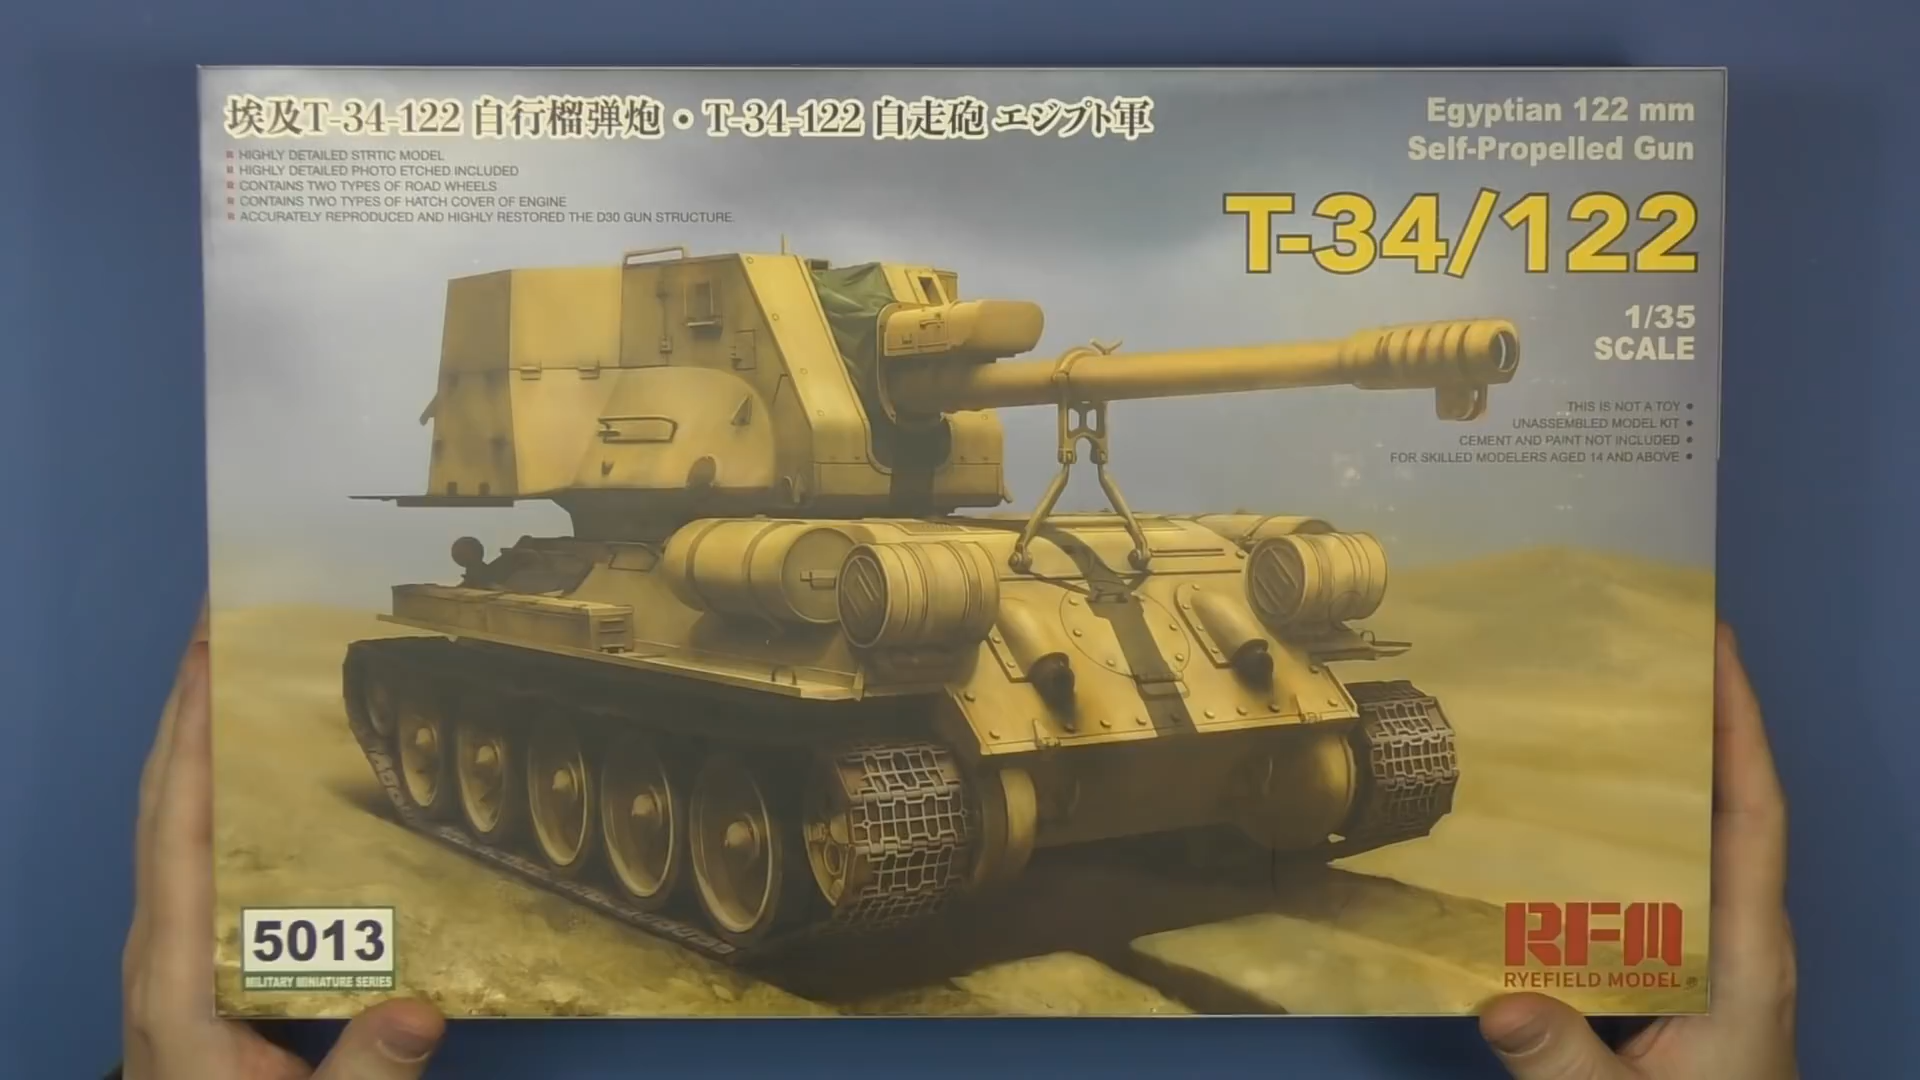 埃及T-34-122 自行榴弹炮・T-34-122 自走砲 エジプト軍
HIGHLY DETAILED STRTIC MODEL
HIGHLY DETAILED PHOTO ETCHED INCLUDED
CONTAINS TWO TYPES OF ROAD WHEELS
CONTAINS TWO TYPES OF HATCH COVER OF ENGINE
ACCURATELY REPRODUCED AND HIGHLY RESTORED THE D30 GUN STRUCTURE.
Egyptian 122 mm
Self-Propelled Gun
T-34/122
1/35
SCALE
THIS IS NOT A TOY
UNASSEMBLED MODEL KIT
CEMENT AND PAINT NOT INCLUDED
FOR SKILLED MODELERS AGED 14 AND ABOVE
5013
MILITARY MINIATURE SERIES
RFM
RYEFIELD MODEL®